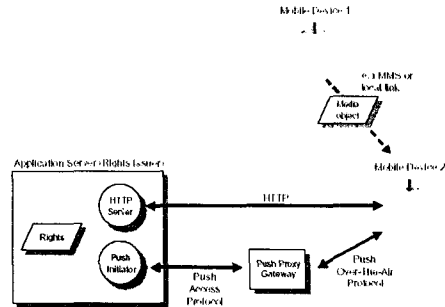 Mobile Device 1
MMS or
local link
Media
object
Mobile Device 2
Application Server (Rights Issuer)
HTTP
Server
HTTP
Rights
Push
Initiator
Push Proxy
Gateway
Push
Over-The-Air
Protocol
Push
Access
Protocol